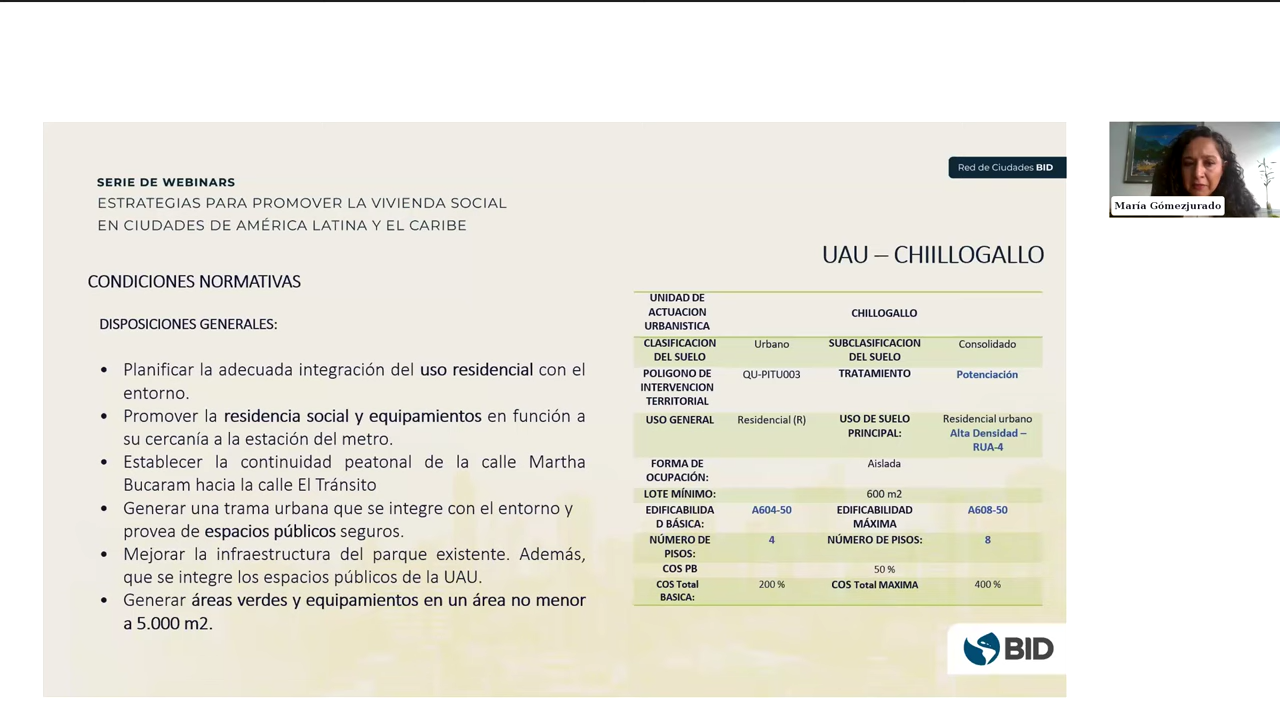 SERIE DE WEBINARS
ESTRATEGIAS PARA PROMOVER LA VIVIENDA SOCIAL
EN CIUDADES DE AMÉRICA LATINA Y EL CARIBE
Red de Ciudades BID
María Gómezjurado
UAU – CHIILLOGALLO
CONDICIONES NORMATIVAS
DISPOSICIONES GENERALES:
• Planificar la adecuada integración del uso residencial con el
entorno.
• Promover la residencia social y equipamientos en función a
su cercanía a la estación del metro.
• Establecer la continuidad peatonal de la calle Martha
Bucaram hacia la calle El Tránsito
• Generar una trama urbana que se integre con el entorno y
provea de espacios públicos seguros.
• Mejorar la infraestructura del parque existente. Además,
que se integre los espacios públicos de la UAU.
• Generar áreas verdes y equipamientos en un área no menor
a 5.000 m2.
UNIDAD DE
ACTUACION
URBANISTICA
CHILLOGALLO
CLASIFICACION
DEL SUELO
Urbano
SUBCLASIFICACION
DEL SUELO
Consolidado
POLIGONO DE
INTERVENCION
TERRITORIAL
QU-PITU003
TRATAMIENTO
Potenciación
USO GENERAL
Residencial (R)
USO DE SUELO
PRINCIPAL:
Residencial urbano
Alta Densidad –
RUA-4
FORMA DE
OCUPACIÓN:
Aislada
LOTE MÍNIMO:
600 m2
EDIFICABILIDA
D BÁSICA:
A604-50
EDIFICABILIDAD
MÁXIMA
A608-50
NÚMERO DE
PISOS:
4
NÚMERO DE PISOS:
8
COS PB
50 %
COS Total
BASICA:
200 %
COS Total MAXIMA
400 %
BID